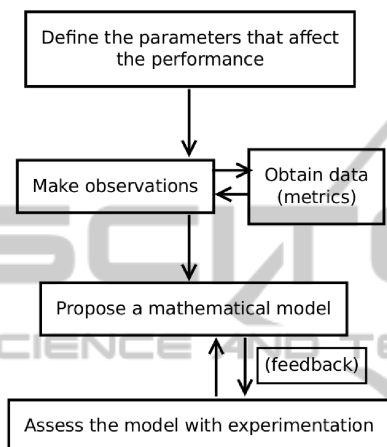 Define the parameters that affect
the performance
Make observations
Obtain data
(metrics)
Propose a mathematical model
(feedback)
Assess the model with experimentation